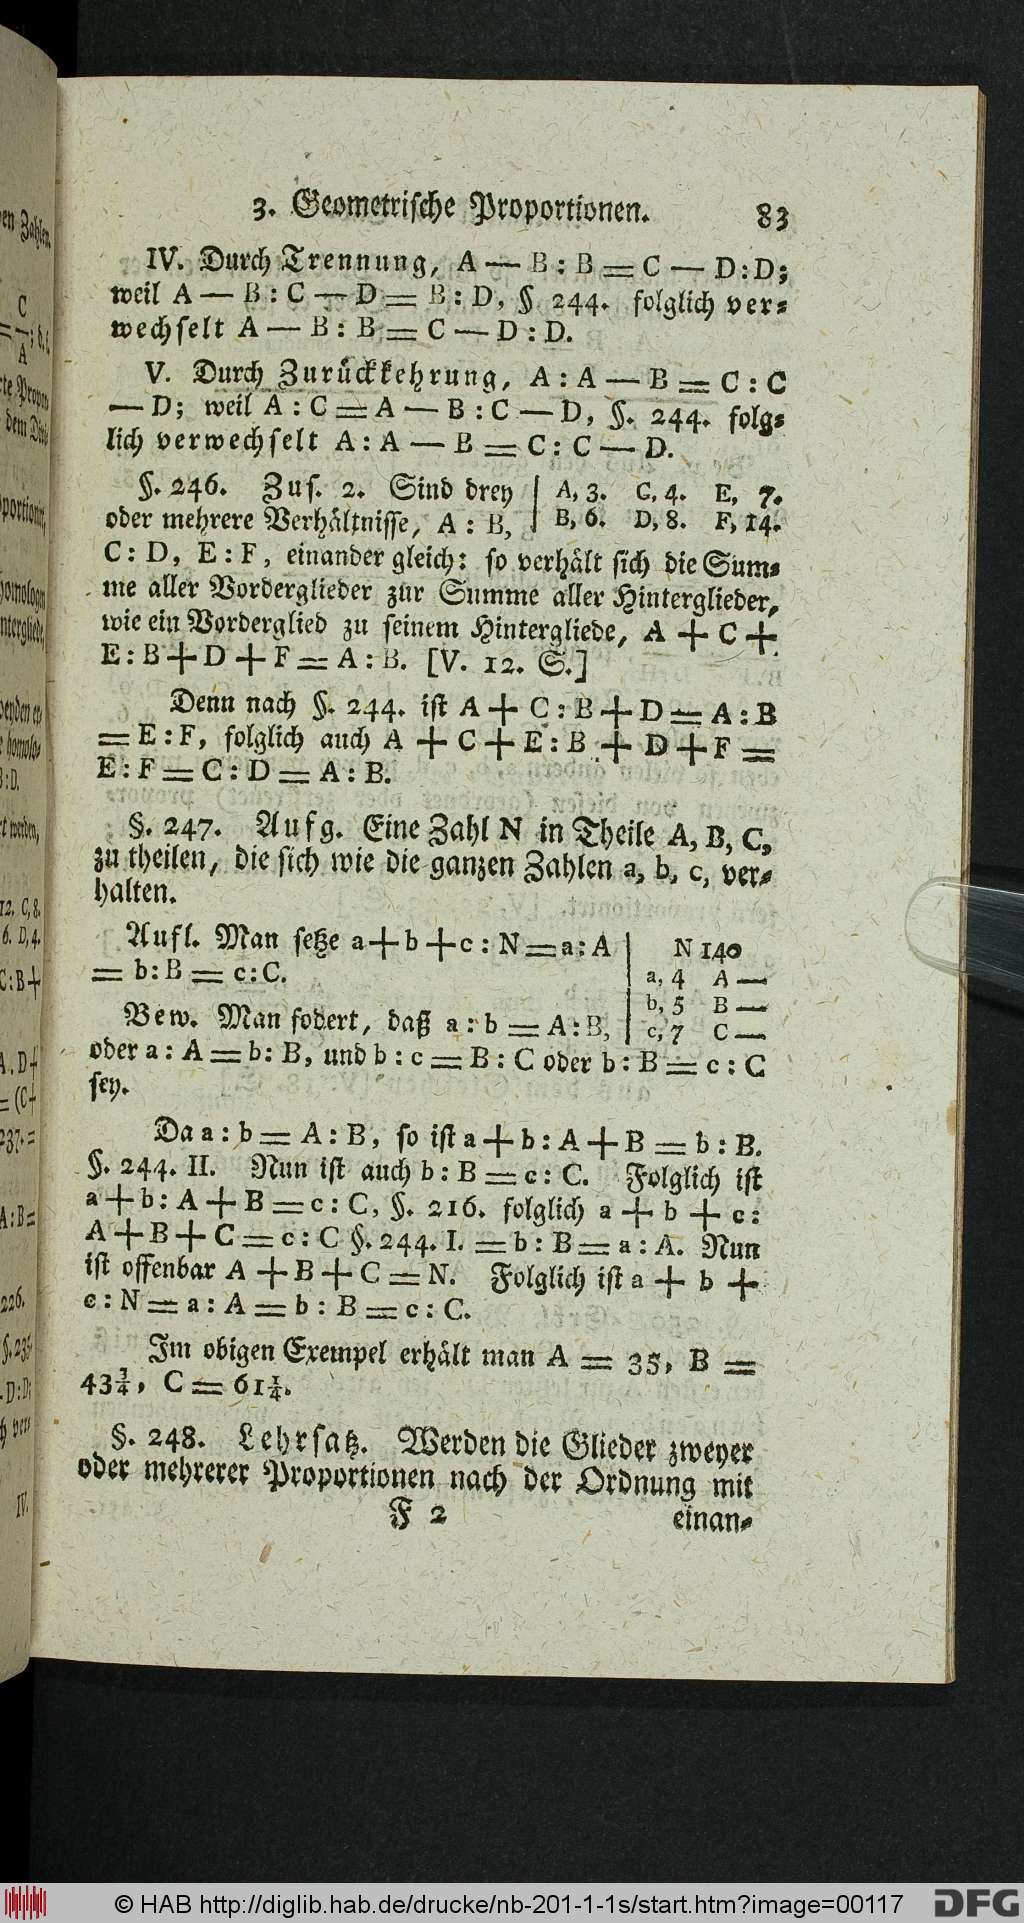 3. Geometrische Proportionen. 83
IV. Durch Trennung, A — B : B = C — D : D;
weil A — B : C — D = B : D, §. 244. folglich ver-
wechselt A — B : B = C — D : D.
V. Durch Zurückkehrung, A : A — B = C : C
— D; weil A : C = A — B : C — D, §. 244. folg-
lich verwechselt A : A — B = C : C — D.
§. 246. Zus. 2. Sind drey | A, 3. C, 4. E, 7.
oder mehrere Verhältnisse, A : B, | B, 6. D, 8. F, 14.
C : D, E : F, einander gleich: so verhält sich die Sum-
me aller Vorderglieder zur Summe aller Hinterglieder,
wie ein Vorderglied zu seinem Hintergliede, A + C +
E : B + D + F = A : B. [V. 12. S.]
Denn nach §. 244. ist A + C : B + D = A : B
= E : F, folglich auch A + C + E : B + D + F =
E : F = C : D = A : B.
§. 247. Aufg. Eine Zahl N in Theile A, B, C,
zu theilen, die sich wie die ganzen Zahlen a, b, c, ver-
halten.
Aufl. Man setze a + b + c : N = a : A | N 140
= b : B = c : C. | a, 4 A —
| b, 5 B —
Bew. Man fodert, daß a : b = A : B, | c, 7 C —
oder a : A = b : B, und b : c = B : C oder b : B = c : C
sey.
Da a : b = A : B, so ist a + b : A + B = b : B.
§. 244. II. Nun ist auch b : B = c : C. Folglich ist
a + b : A + B = c : C, §. 216. folglich a + b + c :
A + B + C = c : C §. 244. I. = b : B = a : A. Nun
ist offenbar A + B + C = N. Folglich ist a + b +
c : N = a : A = b : B = c : C.
Im obigen Exempel erhält man A = 35, B =
43¾, C = 61¼.
§. 248. Lehrsatz. Werden die Glieder zweyer
oder mehrerer Proportionen nach der Ordnung mit
F 2 einan-
© HAB http://diglib.hab.de/drucke/nb-201-1-1s/start.htm?image=00117 DFG